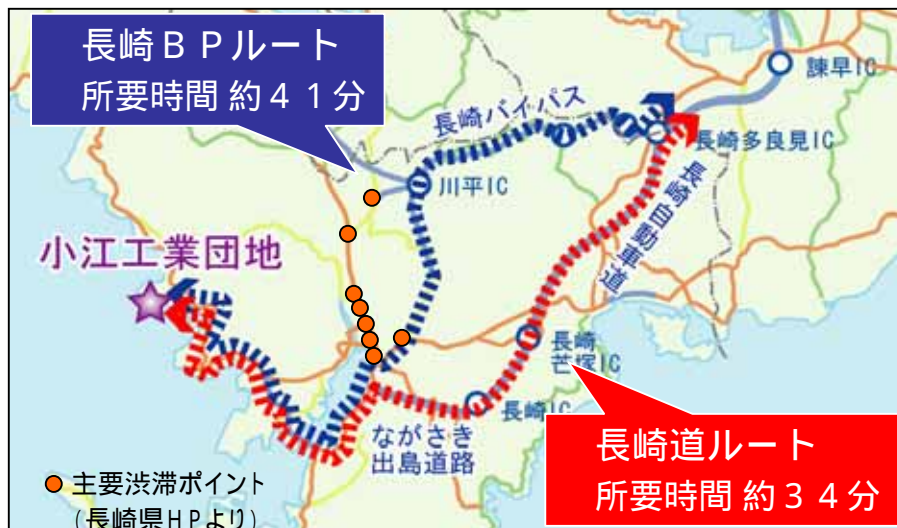 長崎ＢＰルート
所要時間 約４１分
諫早IC
長崎バイパス
長崎多良見IC
川平IC
長崎自動車道
小江工業団地
長崎
芒塚IC
長崎IC
ながさき
出島道路
長崎道ルート
所要時間 約３４分
主要渋滞ポイント
(長崎県ＨＰより)